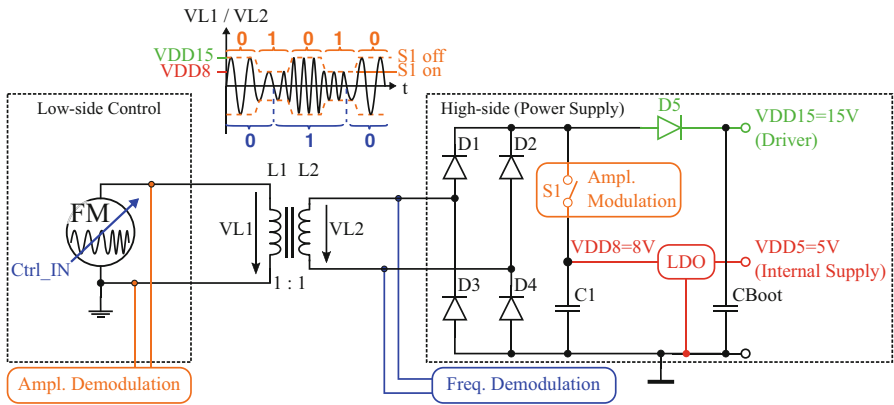 VL1 / VL2
0 1 0 1 0
VDD15
S1 off
VDD8
S1 on
t
0 1 0
Low-side Control
High-side (Power Supply)
D5
VDD15=15V
(Driver)
D1
D2
L1 L2
S1
Ampl.
Modulation
FM
VL1
VL2
Ctrl_IN
VDD8=8V
LDO
VDD5=5V
(Internal Supply)
1 : 1
D3
D4
C1
CBoot
Ampl. Demodulation
Freq. Demodulation